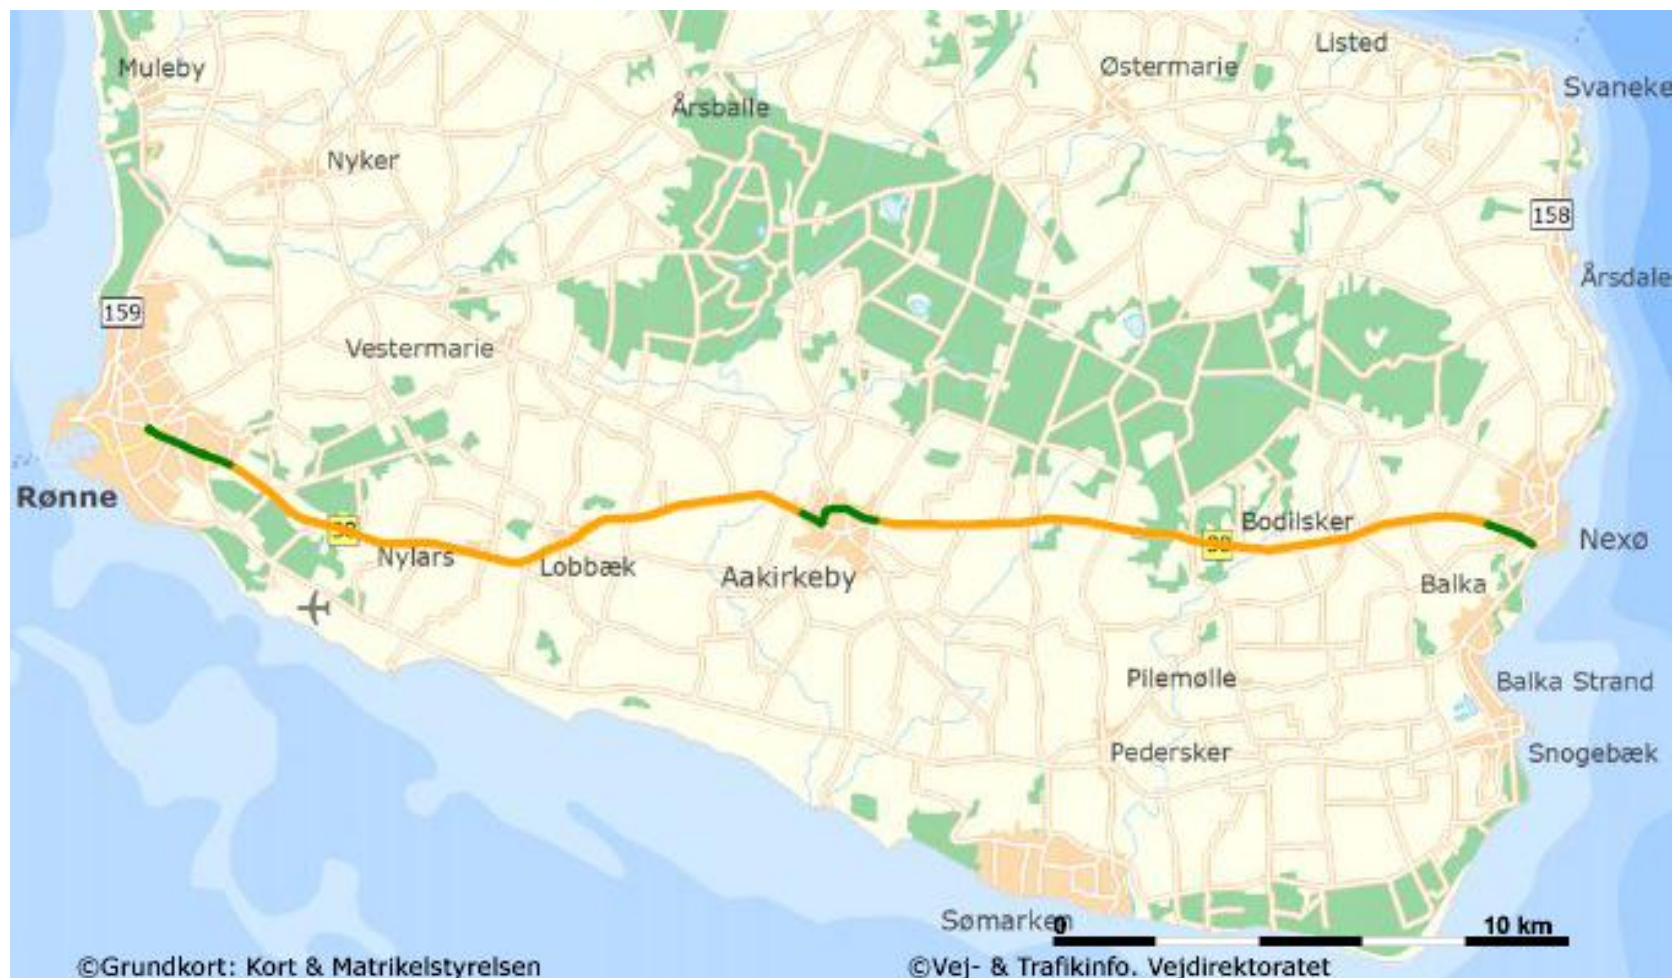 Listed
Muleby
Østermarie
Svaneke
Årsballe
Nyker
158
Årsdale
159
Vestermarie
Rønne
38
Bodilsker
Nexø
Nylars
Lobbæk
Aakirkeby
38
Balka
Pilemølle
Balka Strand
Pedersker
Snogebæk
Sømarken
0
10 km
©Grundkort: Kort & Matrikelstyrelsen
©Vej- & Trafikinfo. Vejdirektoratet